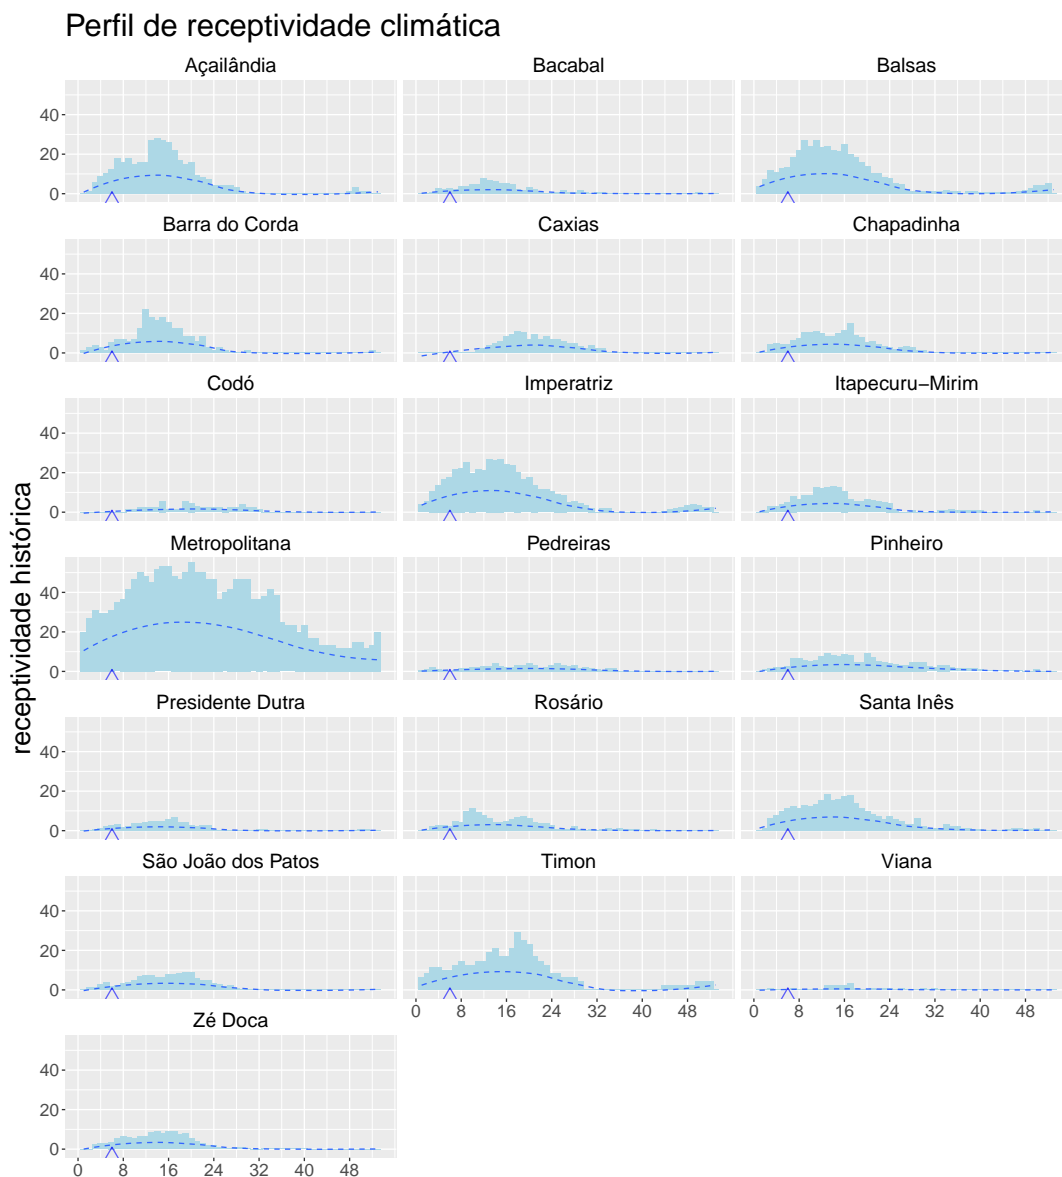 Perfil de receptividade climática
Açailândia Bacabal Balsas
40
20
0
Barra do Corda Caxias Chapadinha
40
20
0
Codó Imperatriz Itapecuru−Mirim
40
20
0
Metropolitana Pedreiras Pinheiro
40
20
0
receptividade histórica
Presidente Dutra Rosário Santa Inês
40
20
0
São João dos Patos Timon Viana
40
20
0
0 8 16 24 32 40 48 0 8 16 24 32 40 48
Zé Doca
40
20
0
0 8 16 24 32 40 48